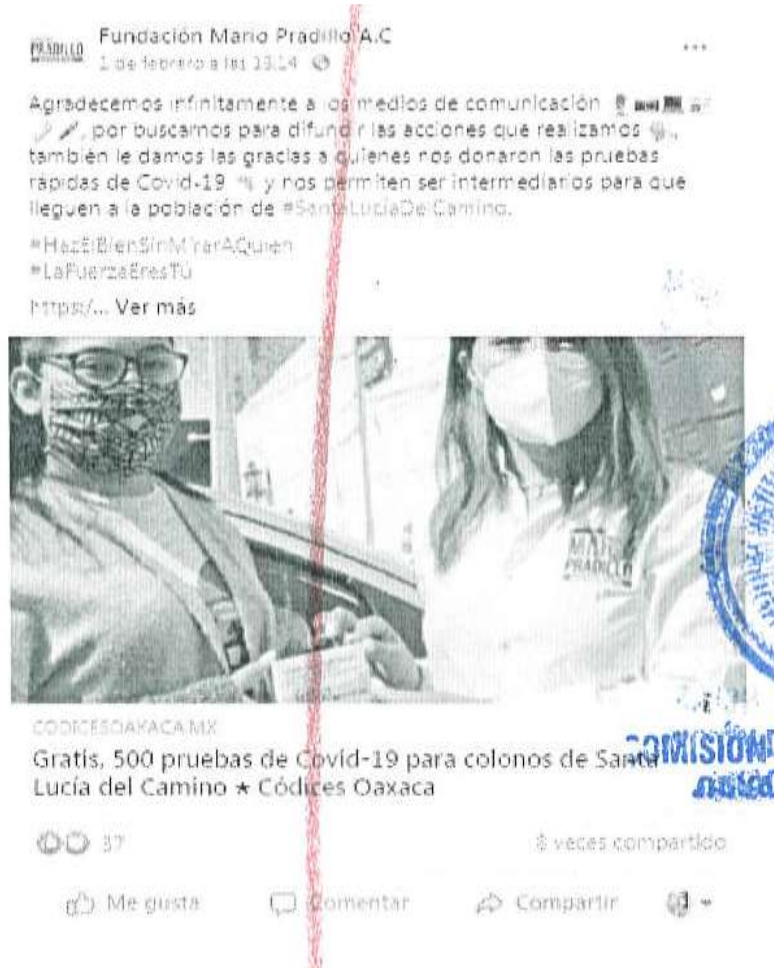 PRADILLO
Fundación Mario Pradillo A.C
1 de febrero a las 13:14
Agradecemos infinitamente a los medios de comunicación
, por buscarnos para difundir las acciones que realizamos
también le damos las gracias a quienes nos donaron las pruebas
rápidas de Covid-19 y nos permiten ser intermediarios para que
lleguen a la población de #SantaLucíaDelCamino.
#HazElBienSinMirarAQuien
#LaFuerzaEresTú
https:/... Ver más
MARIO
PRADILLO
CODICESOAXACA.MX
Gratis, 500 pruebas de Covid-19 para colonos de Santa
Lucía del Camino ★ Códices Oaxaca
37
8 veces compartido
Me gusta
Comentar
Compartir